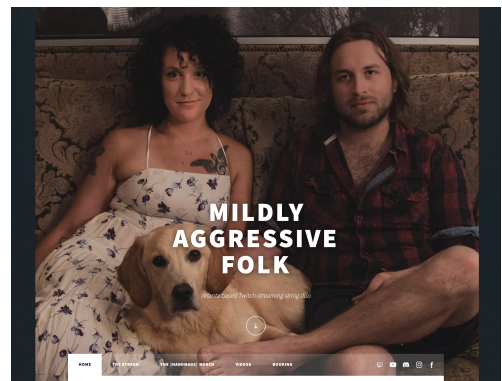 MILDLY
AGGRESSIVE
FOLK
Atlanta based Twitch-streaming string duo
HOME THE STREAM THE (HANDMADE) MERCH VIDEOS BOOKING